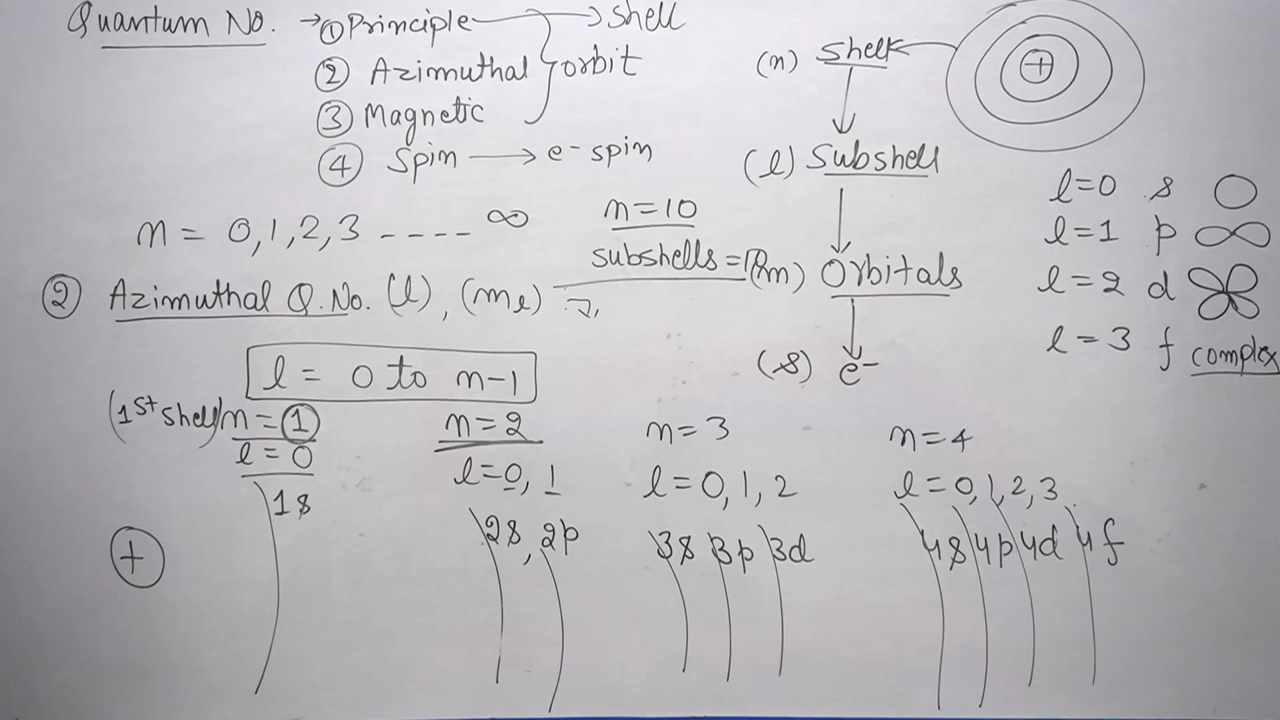 Quantum No. → ① Principle → Shell
② Azimuthal orbit
③ Magnetic
④ Spin → e- spin
n = 0, 1, 2, 3 ---- ∞
n=10
subshells =
② Azimuthal Q. No. (l), (ml)
l = 0 to n-1
(n) Shell
+
(l) Subshell
(m) Orbitals
(s) e-
l=0 s
l=1 p
l=2 d
l=3 f complex
(1st shell) n = ①
l = 0
1s
n=2
l=0, 1
2s, 2p
n=3
l=0, 1, 2
3s 3p 3d
n=4
l=0, 1, 2, 3
4s 4p 4d 4f
+